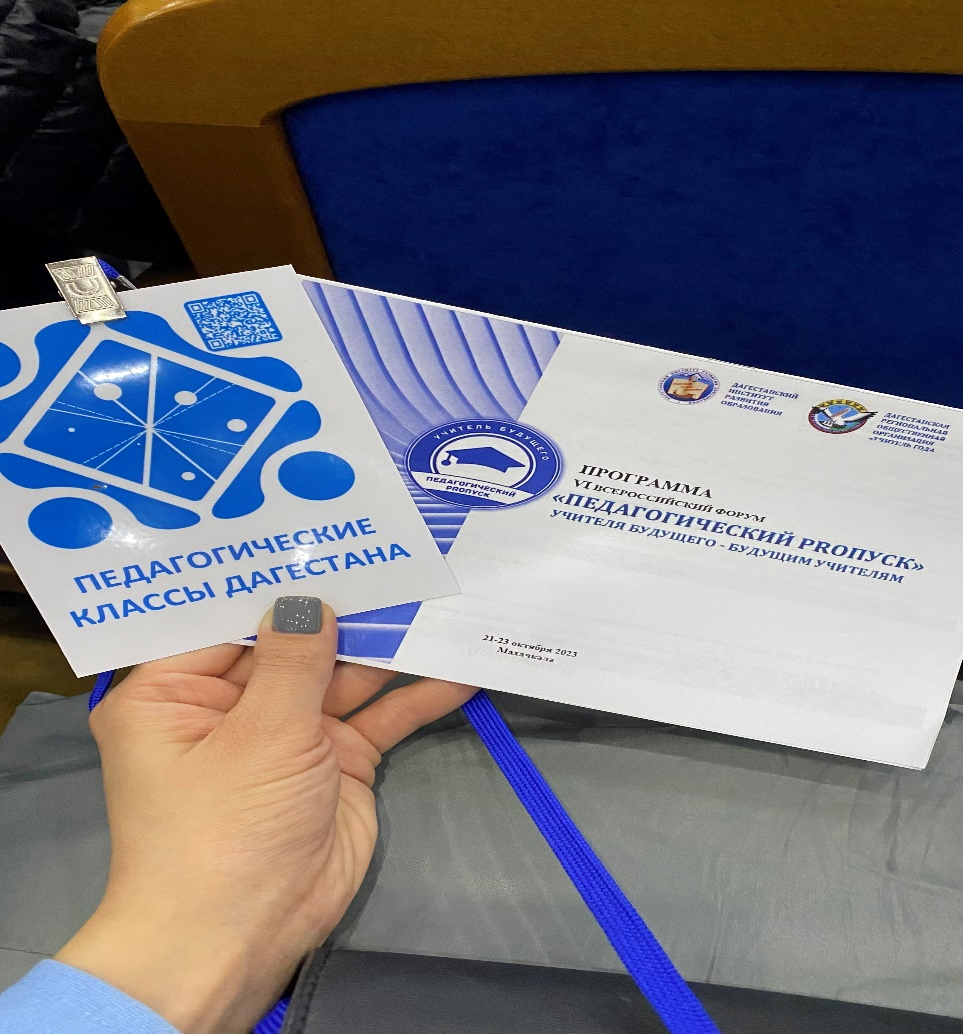 ПЕДАГОГИЧЕСКИЕ
КЛАССЫ ДАГЕСТАНА
УЧИТЕЛЬ БУДУЩЕГО
ПЕДАГОГИЧЕСКИЙ
PROПУСК
ДАГЕСТАНСКИЙ
ИНСТИТУТ
РАЗВИТИЯ
ОБРАЗОВАНИЯ
ДАГЕСТАНСКАЯ
РЕГИОНАЛЬНАЯ
ОБЩЕСТВЕННАЯ
ОРГАНИЗАЦИЯ
«УЧИТЕЛЬ ГОДА
ПРОГРАММА
VI ВСЕРОССИЙСКИЙ ФОРУМ
«ПЕДАГОГИЧЕСКИЙ PROПУСК»
УЧИТЕЛЯ БУДУЩЕГО - БУДУЩИМ УЧИТЕЛЯМ
21-23 октября 2023
Махачкала